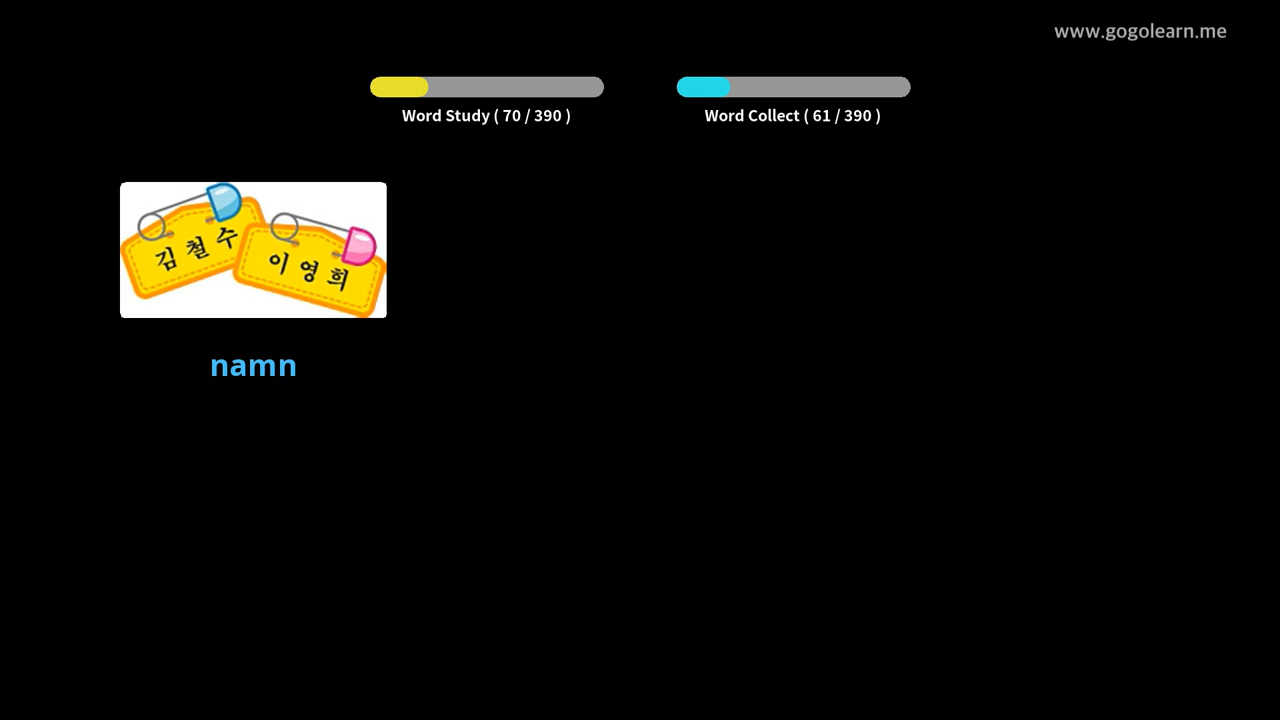 www.gogolearn.me
Word Study ( 70 / 390 )
Word Collect ( 61 / 390 )
김철수
이영희
namn